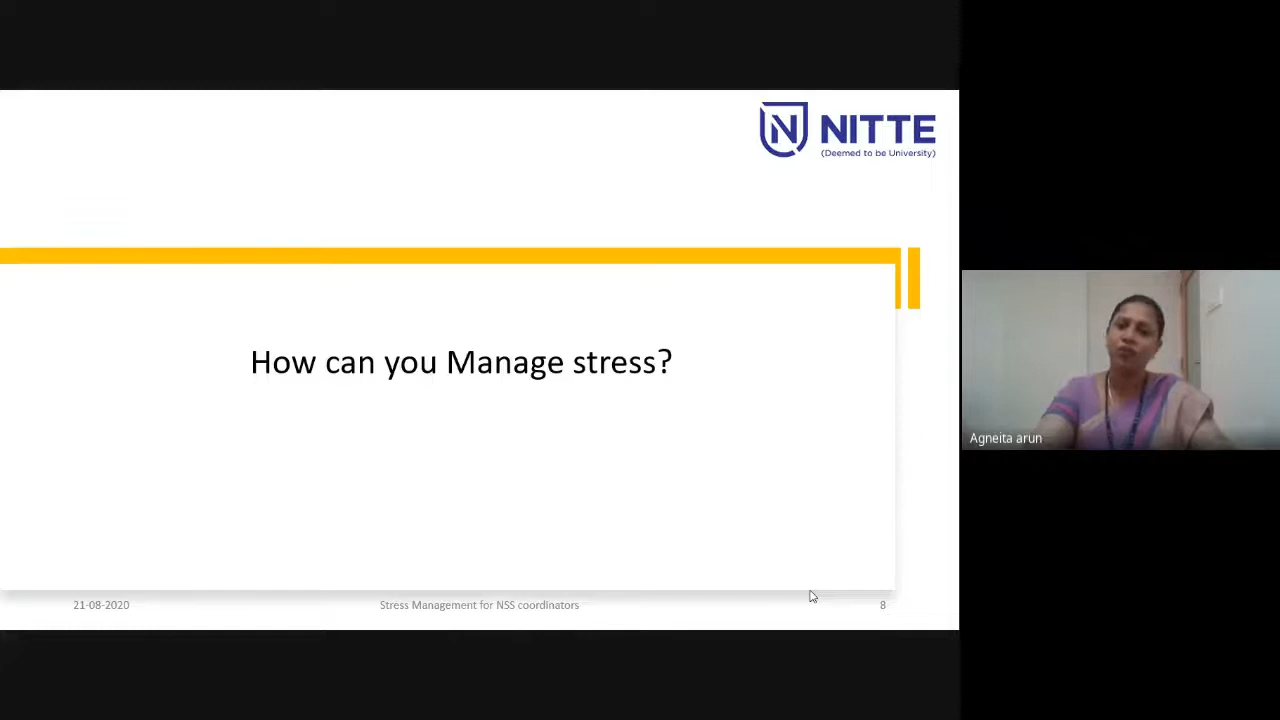 NITTE
(Deemed to be University)
How can you Manage stress?
Agneita arun
21-08-2020
Stress Management for NSS coordinators
8